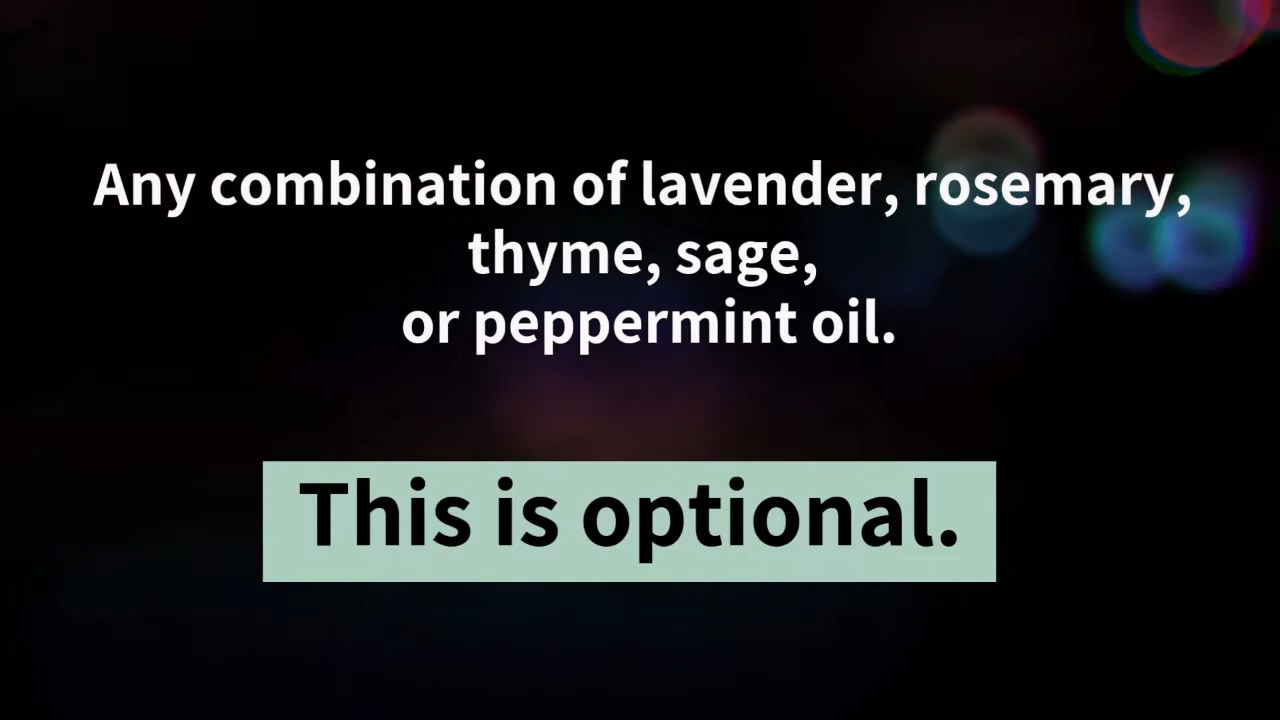 Any combination of lavender, rosemary,
thyme, sage,
or peppermint oil.
This is optional.